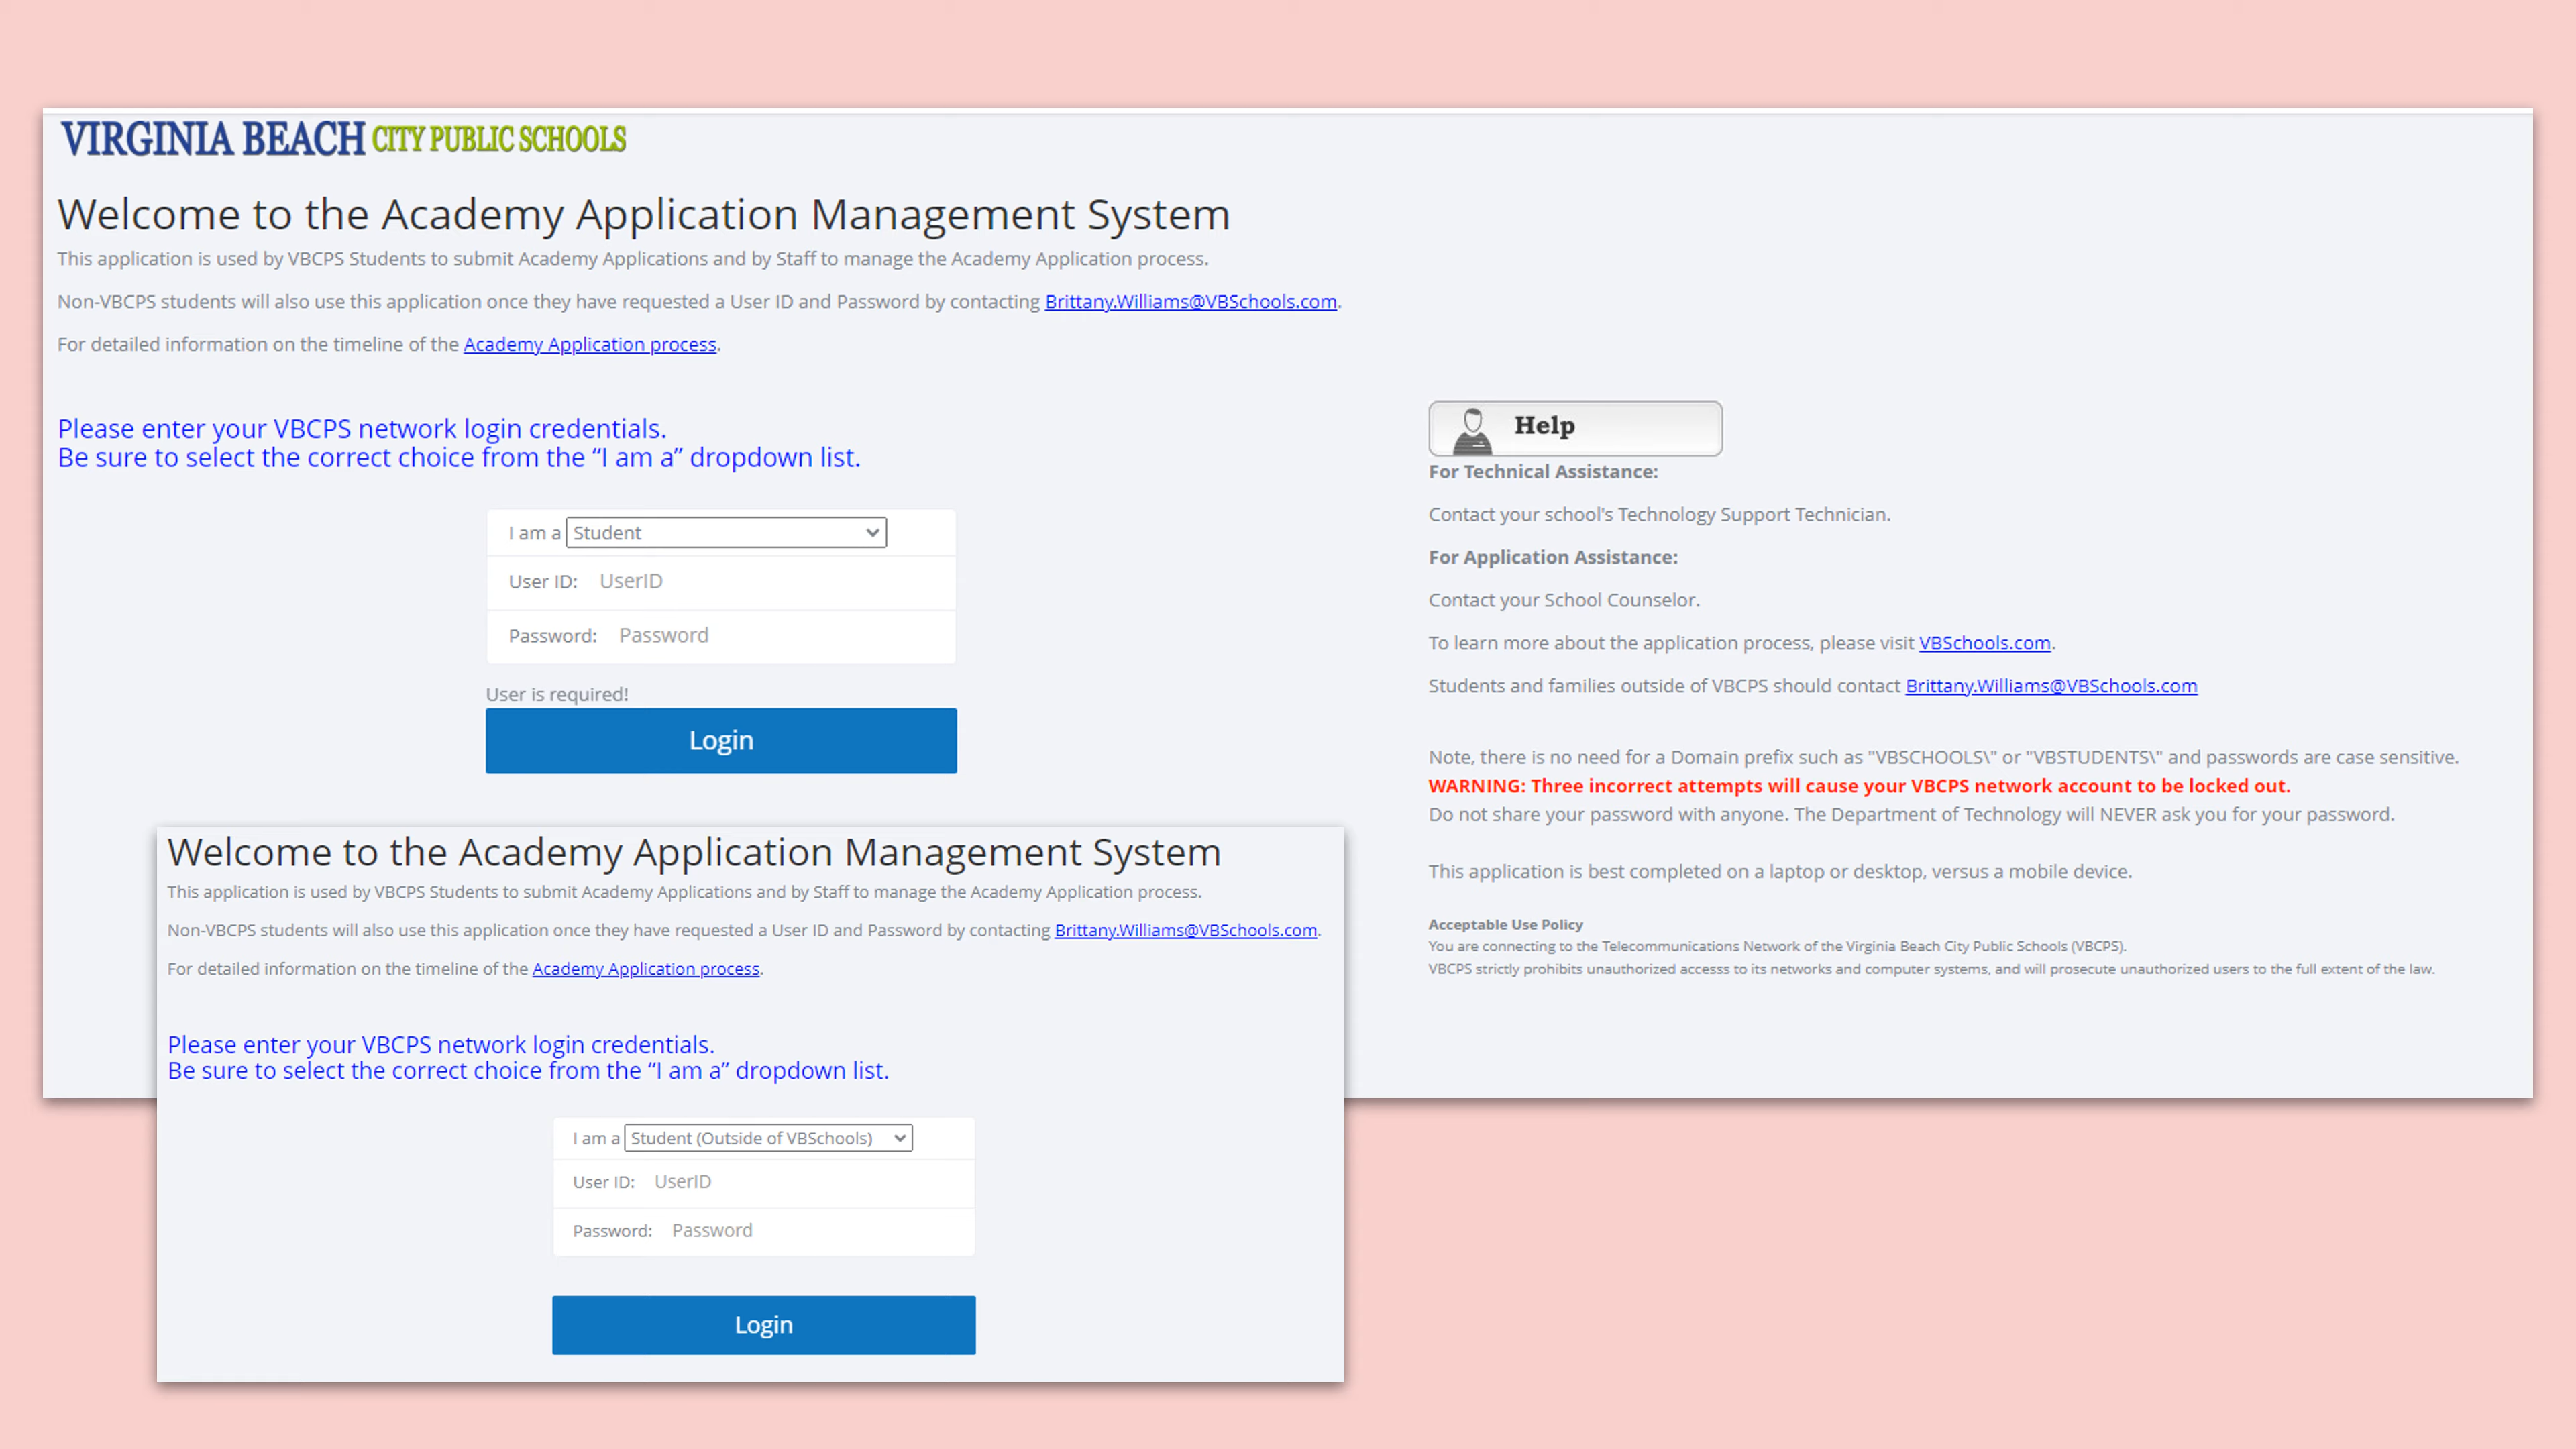 VIRGINIA BEACH CITY PUBLIC SCHOOLS
Welcome to the Academy Application Management System
This application is used by VBCPS Students to submit Academy Applications and by Staff to manage the Academy Application process.
Non-VBCPS students will also use this application once they have requested a User ID and Password by contacting Brittany.Williams@VBSchools.com.
For detailed information on the timeline of the Academy Application process.
Please enter your VBCPS network login credentials.
Be sure to select the correct choice from the “I am a” dropdown list.
I am a Student
User ID: UserID
Password: Password
User is required!
Login
Help
For Technical Assistance:
Contact your school's Technology Support Technician.
For Application Assistance:
Contact your School Counselor.
To learn more about the application process, please visit VBSchools.com.
Students and families outside of VBCPS should contact Brittany.Williams@VBSchools.com
Note, there is no need for a Domain prefix such as "VBSCHOOLS\" or "VBSTUDENTS\" and passwords are case sensitive.
WARNING: Three incorrect attempts will cause your VBCPS network account to be locked out.
Do not share your password with anyone. The Department of Technology will NEVER ask you for your password.
This application is best completed on a laptop or desktop, versus a mobile device.
Acceptable Use Policy
You are connecting to the Telecommunications Network of the Virginia Beach City Public Schools (VBCPS).
VBCPS strictly prohibits unauthorized accesss to its networks and computer systems, and will prosecute unauthorized users to the full extent of the law.
Welcome to the Academy Application Management System
This application is used by VBCPS Students to submit Academy Applications and by Staff to manage the Academy Application process.
Non-VBCPS students will also use this application once they have requested a User ID and Password by contacting Brittany.Williams@VBSchools.com.
For detailed information on the timeline of the Academy Application process.
Please enter your VBCPS network login credentials.
Be sure to select the correct choice from the “I am a” dropdown list.
I am a Student (Outside of VBSchools)
User ID: UserID
Password: Password
Login